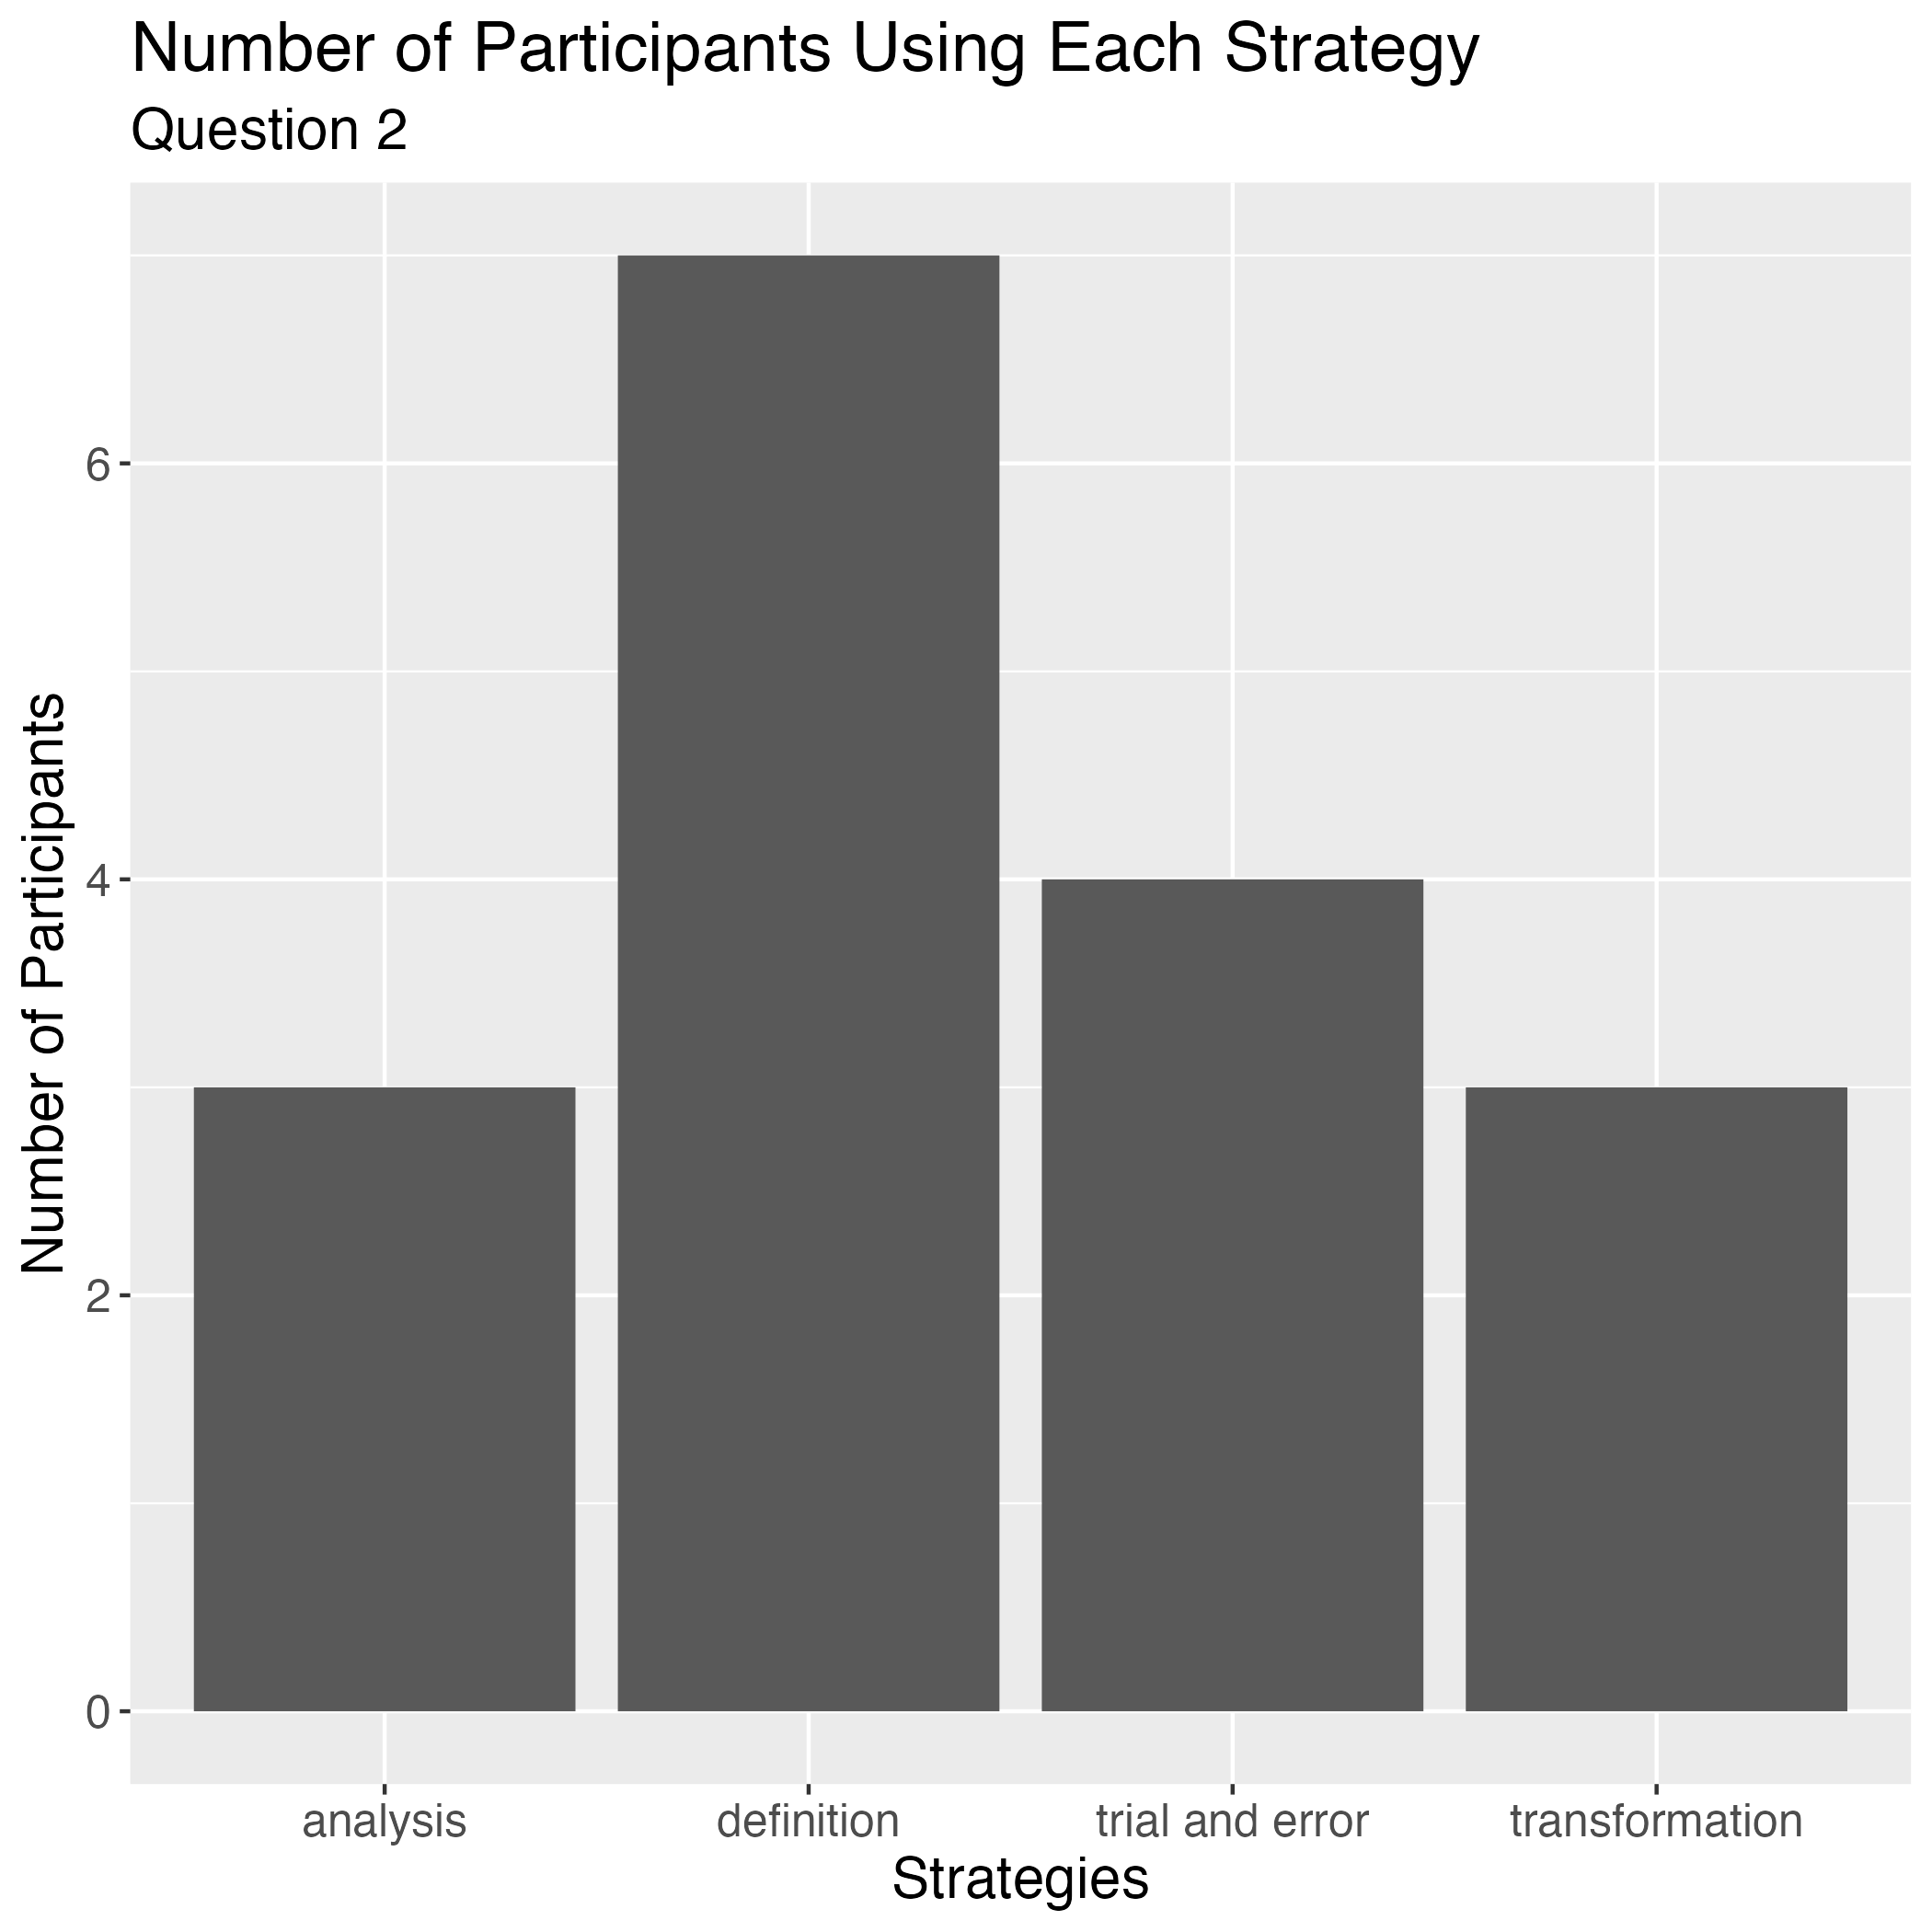 Number of Participants Using Each Strategy
Question 2
Number of Participants
6
4
2
0
analysis definition trial and error transformation
Strategies